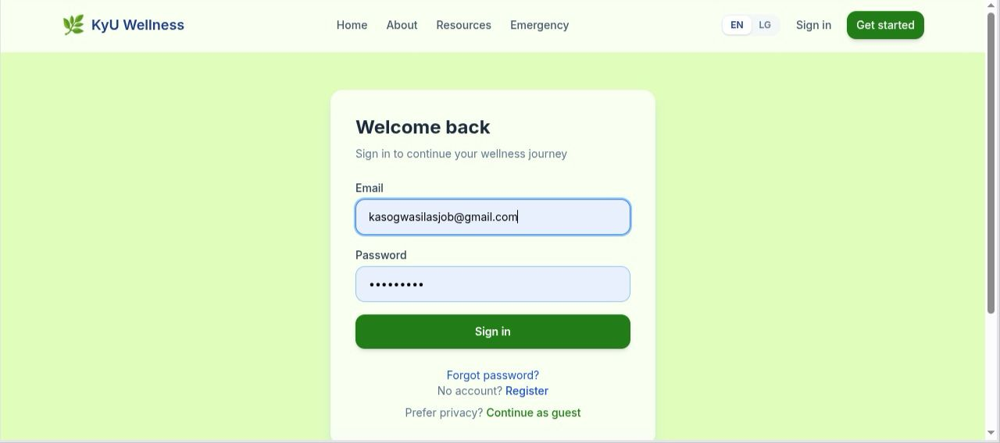 KyU Wellness
Home About Resources Emergency
EN LG Sign in Get started
Welcome back
Sign in to continue your wellness journey
Email
kasogwasilasjob@gmail.com
Password
•••••••••
Sign in
Forgot password?
No account? Register
Prefer privacy? Continue as guest